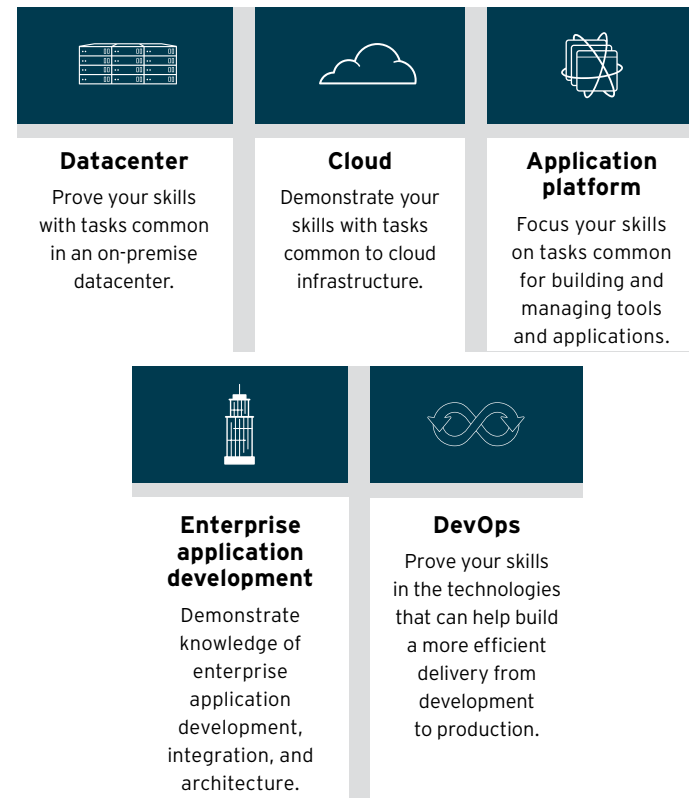 Datacenter
Prove your skills
with tasks common
in an on-premise
datacenter.
Cloud
Demonstrate your
skills with tasks
common to cloud
infrastructure.
Application
platform
Focus your skills
on tasks common
for building and
managing tools
and applications.
Enterprise
application
development
Demonstrate
knowledge of
enterprise
application
development,
integration, and
architecture.
DevOps
Prove your skills
in the technologies
that can help build
a more efficient
delivery from
development
to production.